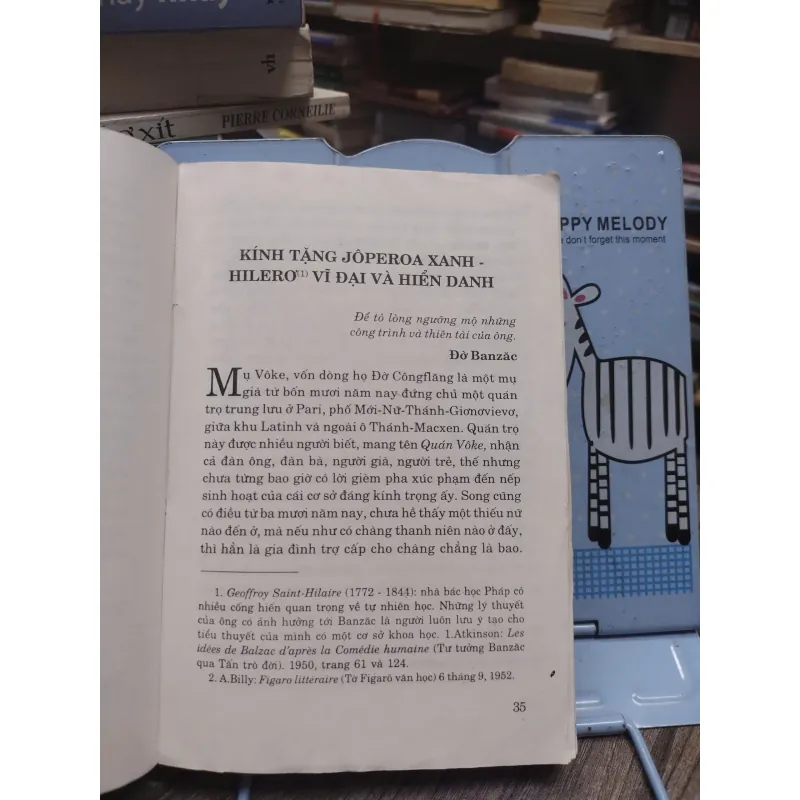 vh
PIERRE CORNEILIE
xít
PPY MELODY
don't forget this moment
KÍNH TẶNG JÔPEROA XANH -
HILERƠ(1) VĨ ĐẠI VÀ HIỂN DANH
Để tỏ lòng ngưỡng mộ những
công trình và thiên tài của ông.
Đờ Banzăc
Mụ Vôke, vốn dòng họ Đờ Côngflăng là một mụ
già từ bốn mươi năm nay đứng chủ một quán
trọ trung lưu ở Pari, phố Mới-Nữ-Thánh-Giơnơvievơ,
giữa khu Latinh và ngoại ô Thánh-Macxen. Quán trọ
này được nhiều người biết, mang tên Quán Vôke, nhận
cả đàn ông, đàn bà, người già, người trẻ, thế nhưng
chưa từng bao giờ có lời gièm pha xúc phạm đến nếp
sinh hoạt của cái cơ sở đáng kính trọng ấy. Song cũng
có điều từ ba mươi năm nay, chưa hề thấy một thiếu nữ
nào đến ở, mà nếu như có chàng thanh niên nào ở đấy,
thì hẳn là gia đình trợ cấp cho chàng chẳng là bao.
1. Geoffroy Saint-Hilaire (1772 - 1844): nhà bác học Pháp có
nhiều cống hiến quan trọng về tự nhiên học. Những lý thuyết
của ông có ảnh hưởng tới Banzăc là người luôn lưu ý tạo cho
tiểu thuyết của mình có một cơ sở khoa học. 1.Atkinson: Les
idées de Balzac d'après la Comédie humaine (Tư tưởng Banzăc
qua Tấn trò đời). 1950, trang 61 và 124.
2. A.Billy: Figaro littéraire (Tờ Figarô văn học) 6 tháng 9, 1952.
35